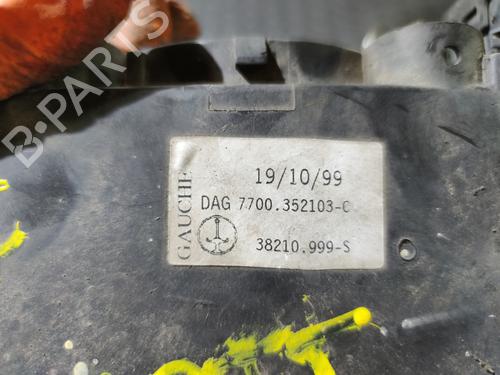 B-PARTS
GAUCHE
19/10/99
DAG 7700.352103-C
38210.999-S